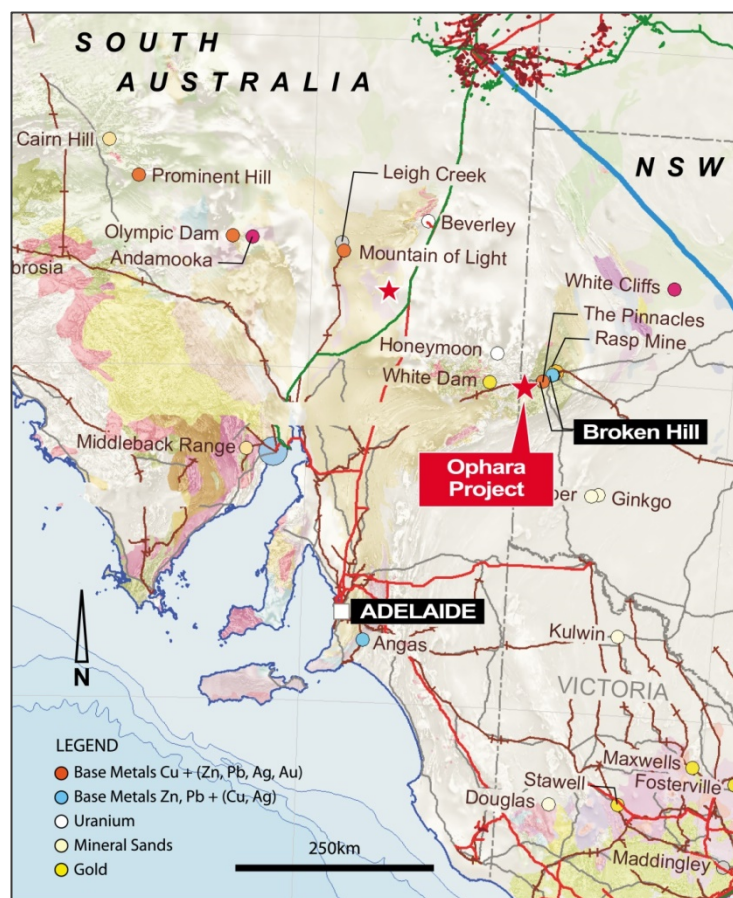 SOUTH
AUSTRALIA
NSW
Cairn Hill
Prominent Hill
Leigh Creek
Olympic Dam
Beverley
Andamooka
Mountain of Light
brosia
White Cliffs
The Pinnacles
Honeymoon
Rasp Mine
White Dam
Broken Hill
Middleback Range
Ophara
Project
per
Ginkgo
ADELAIDE
Angas
Kulwin
N
VICTORIA
LEGEND
Base Metals Cu + (Zn, Pb, Ag, Au)
Base Metals Zn, Pb + (Cu, Ag)
Uranium
Mineral Sands
Gold
Maxwells
Stawell
Fosterville
Douglas
250km
Maddingley